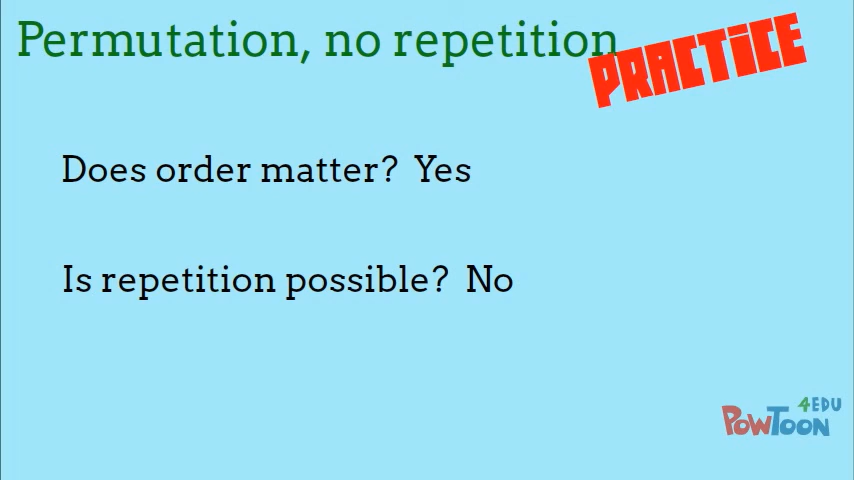 Permutation, no repetition
PRACTiCE
Does order matter? Yes
Is repetition possible? No
4EDU
PowToon